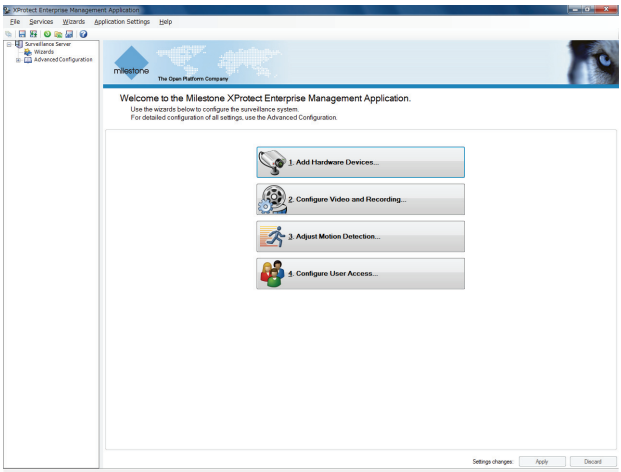 XProtect Enterprise Management Application
File Services Wizards Application Settings Help
Surveillance Server
Wizards
Advanced Configuration
milestone
The Open Platform Company
Welcome to the Milestone XProtect Enterprise Management Application.
Use the wizards below to configure the surveillance system.
For detailed configuration of all settings, use the Advanced Configuration.
1. Add Hardware Devices...
2. Configure Video and Recording...
3. Adjust Motion Detection...
4. Configure User Access...
Settings changes: Apply Discard